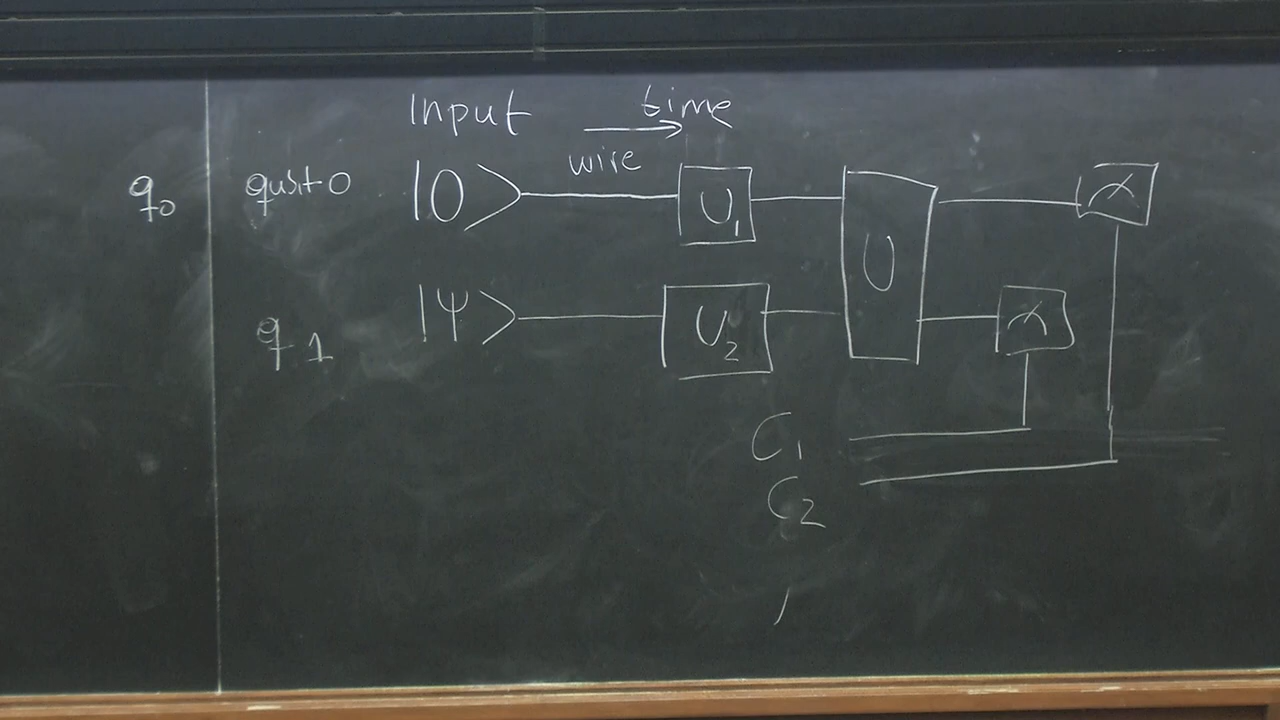 Input time
wire
q₀ qubit 0 |0> U₁
U
q₁ |Ψ> U₂
C₁
C₂